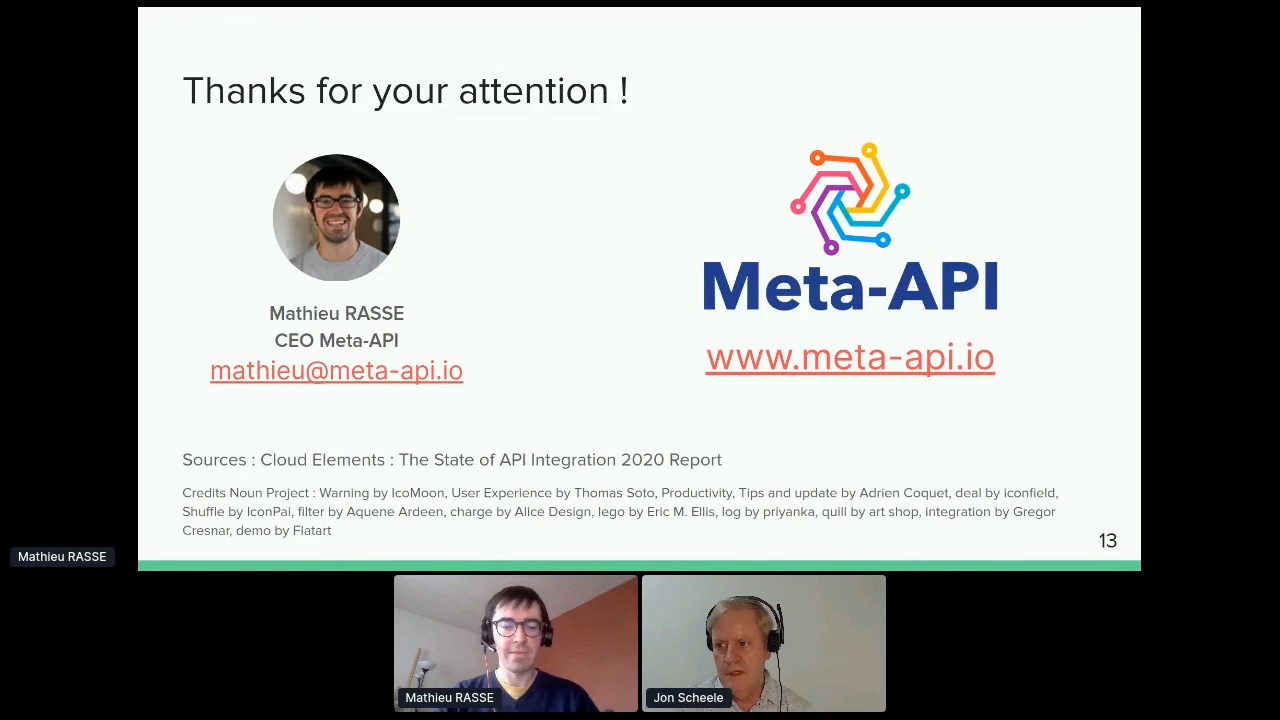 Thanks for your attention !
Mathieu RASSE
CEO Meta-API
mathieu@meta-api.io
Meta-API
www.meta-api.io
Sources : Cloud Elements : The State of API Integration 2020 Report
Credits Noun Project : Warning by IcoMoon, User Experience by Thomas Soto, Productivity, Tips and update by Adrien Coquet, deal by iconfield,
Shuffle by IconPai, filter by Aquene Ardeen, charge by Alice Design, lego by Eric M. Ellis, log by priyanka, quill by art shop, integration by Gregor
Cresnar, demo by Flatart
13
Mathieu RASSE
Mathieu RASSE
Jon Scheele